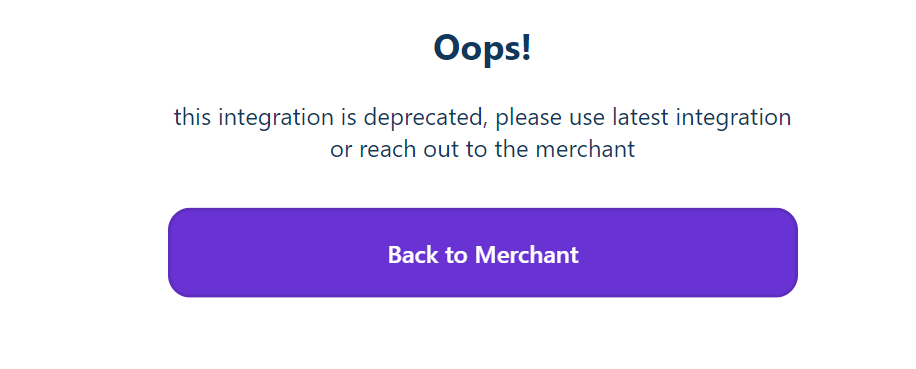 Oops!
this integration is deprecated, please use latest integration
or reach out to the merchant
Back to Merchant